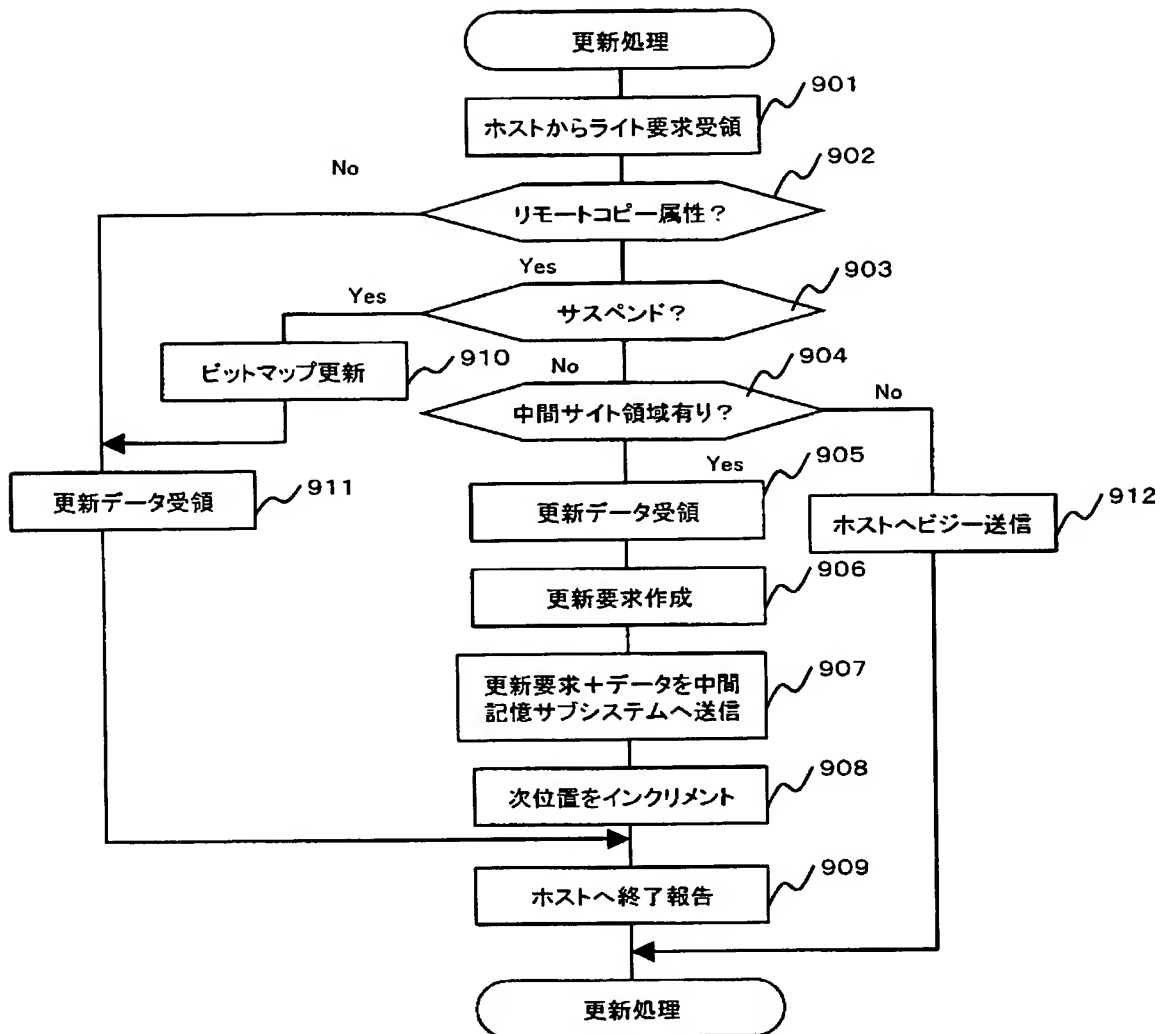 更新処理
901
ホストからライト要求受領
902
No
リモートコピー属性?
Yes
903
Yes
サスペンド?
910
ビットマップ更新
No
904
中間サイト領域有り?
No
Yes
905
911
更新データ受領
更新データ受領
912
ホストへビジー送信
906
更新要求作成
907
更新要求+データを中間
記憶サブシステムへ送信
908
次位置をインクリメント
909
ホストへ終了報告
更新処理